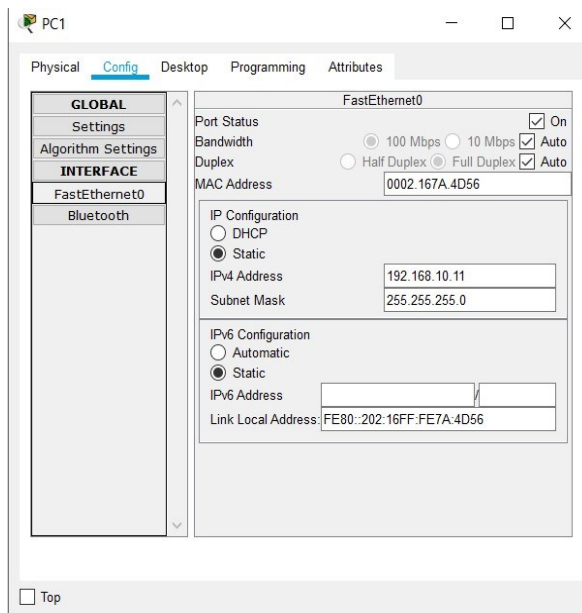 PC1
Physical Config Desktop Programming Attributes
GLOBAL
Settings
Algorithm Settings
INTERFACE
FastEthernet0
Bluetooth
FastEthernet0
Port Status On
Bandwidth 100 Mbps 10 Mbps Auto
Duplex Half Duplex Full Duplex Auto
MAC Address 0002.167A.4D56
IP Configuration
DHCP
Static
IPv4 Address 192.168.10.11
Subnet Mask 255.255.255.0
IPv6 Configuration
Automatic
Static
IPv6 Address /
Link Local Address: FE80::202:16FF:FE7A:4D56
Top